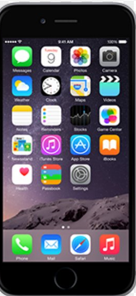 9:41 AM
Messages Calendar Photos Camera
Weather Clock Maps Videos
Notes Reminders Stocks Game Center
Newsstand iTunes Store App Store iBooks
Health Passbook Settings
Phone Mail Safari Music